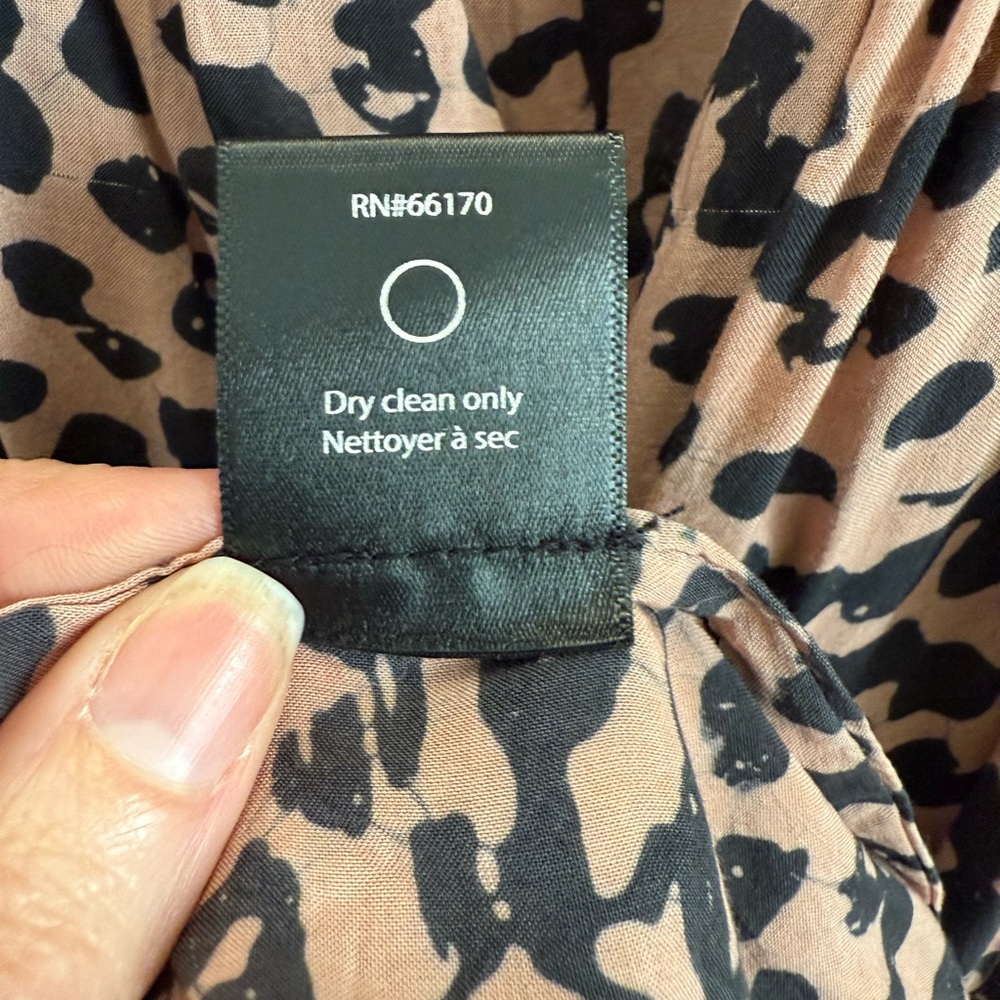 RN#66170
Dry clean only
Nettoyer à sec